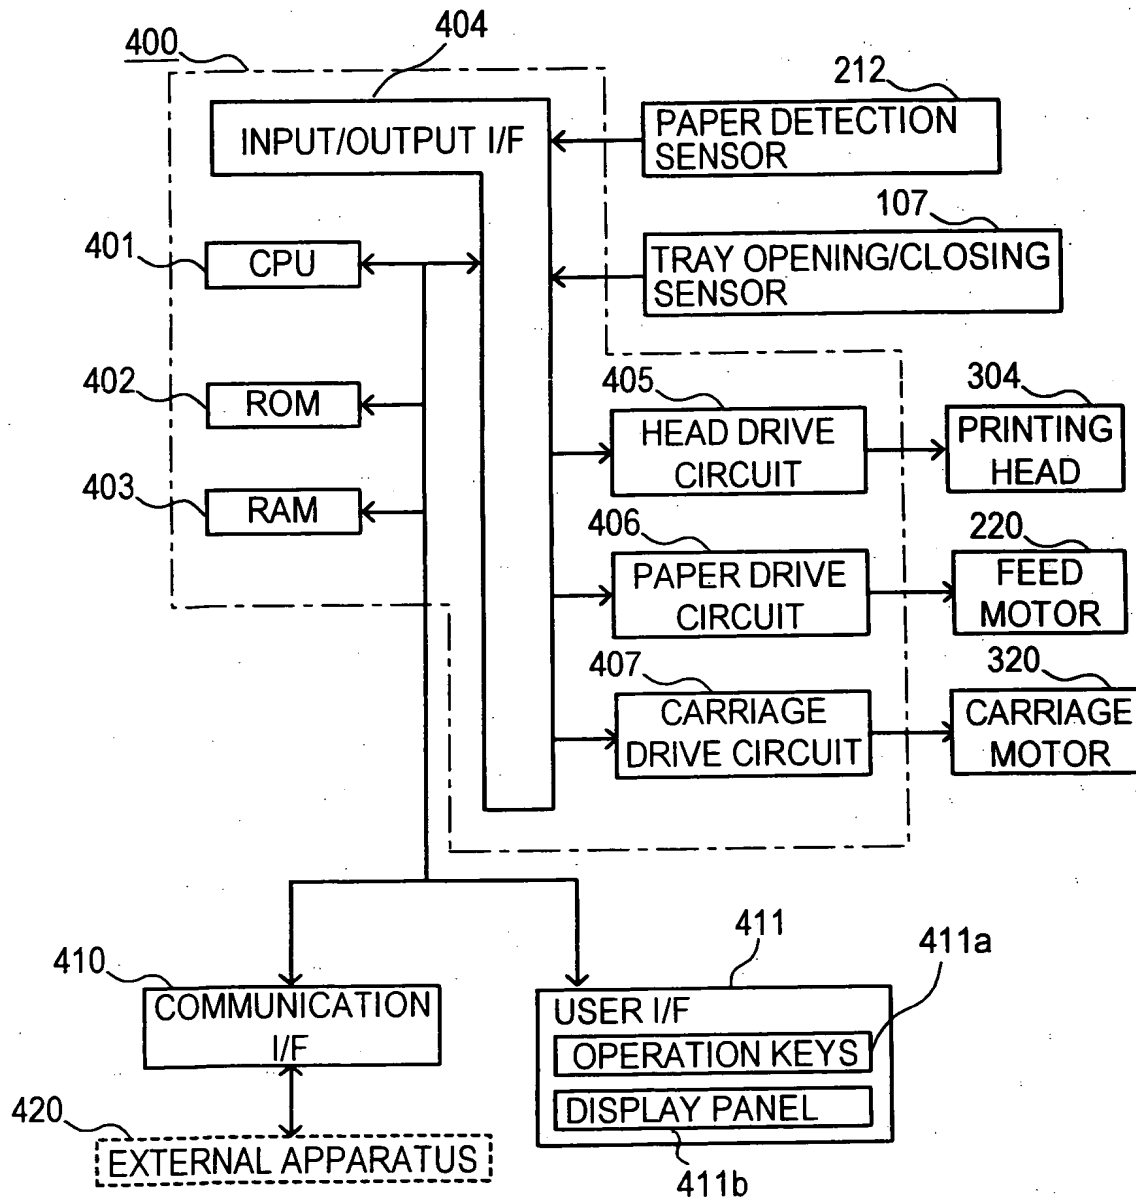 400
404
INPUT/OUTPUT I/F
212
PAPER DETECTION
SENSOR
107
TRAY OPENING/CLOSING
SENSOR
401
CPU
402
ROM
403
RAM
405
HEAD DRIVE
CIRCUIT
304
PRINTING
HEAD
406
PAPER DRIVE
CIRCUIT
220
FEED
MOTOR
407
CARRIAGE
DRIVE CIRCUIT
320
CARRIAGE
MOTOR
410
COMMUNICATION
I/F
411
411a
USER I/F
OPERATION KEYS
DISPLAY PANEL
411b
420
EXTERNAL APPARATUS